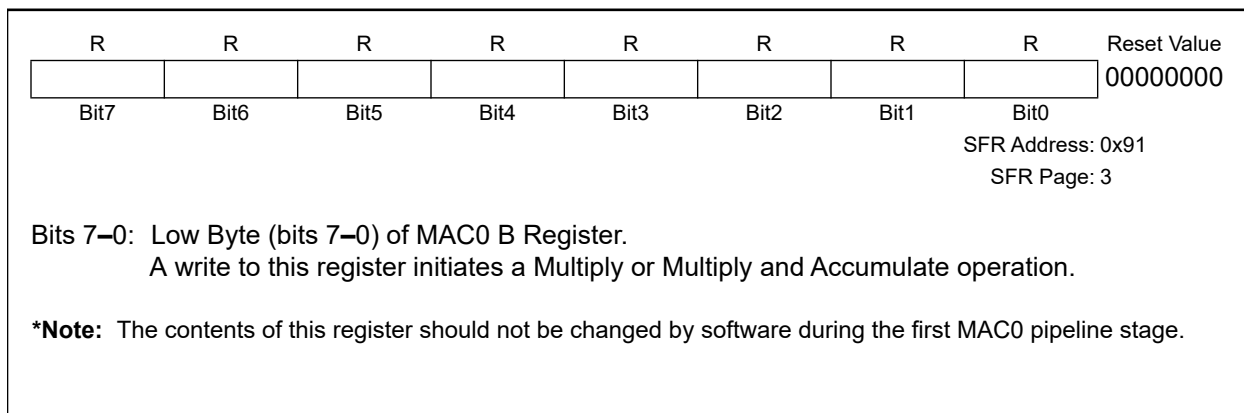 R R R R R R R R Reset Value
00000000
Bit7 Bit6 Bit5 Bit4 Bit3 Bit2 Bit1 Bit0
SFR Address: 0x91
SFR Page: 3
Bits 7–0: Low Byte (bits 7–0) of MAC0 B Register.
A write to this register initiates a Multiply or Multiply and Accumulate operation.
*Note: The contents of this register should not be changed by software during the first MAC0 pipeline stage.